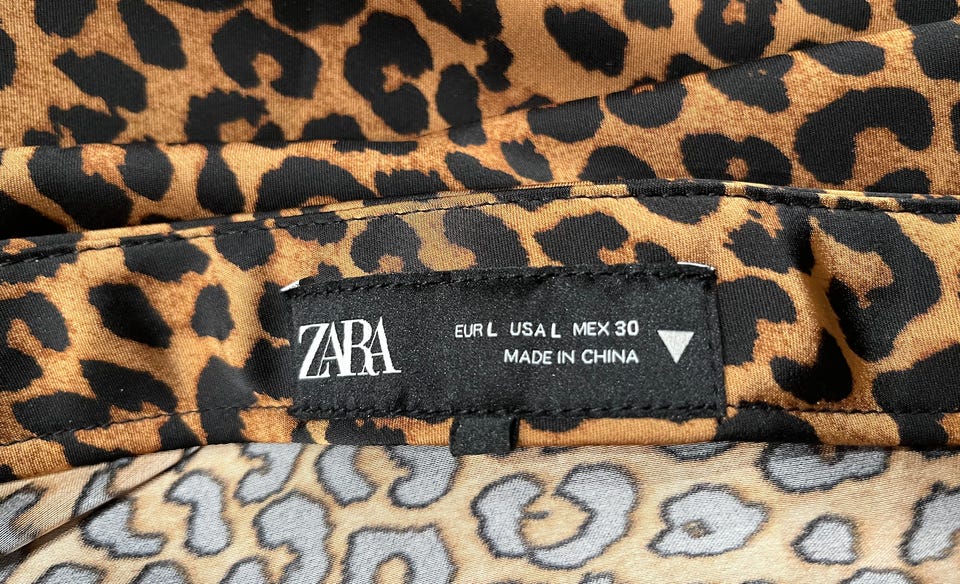 ZARA
EUR L USA L MEX 30
MADE IN CHINA